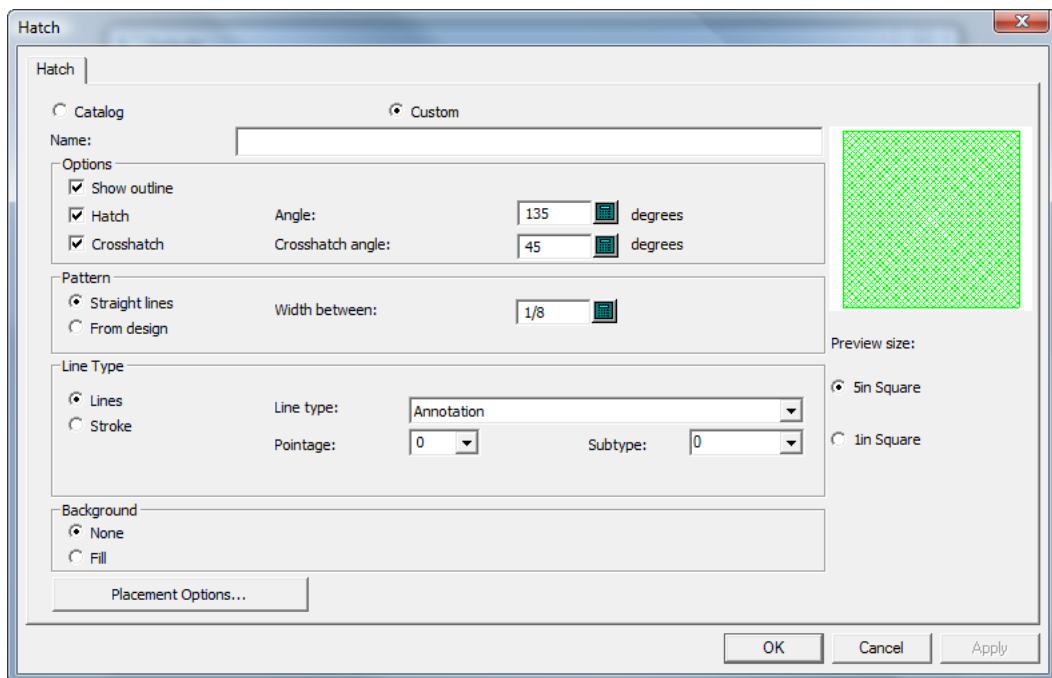 Hatch
Hatch
Catalog Custom
Name:
Options
Show outline
Hatch Angle: 135 degrees
Crosshatch Crosshatch angle: 45 degrees
Pattern
Straight lines Width between: 1/8
From design
Preview size:
Line Type
Lines Line type: Annotation 5in Square
Stroke
Pointage: 0 Subtype: 0 1in Square
Background
None
Fill
Placement Options...
OK Cancel Apply